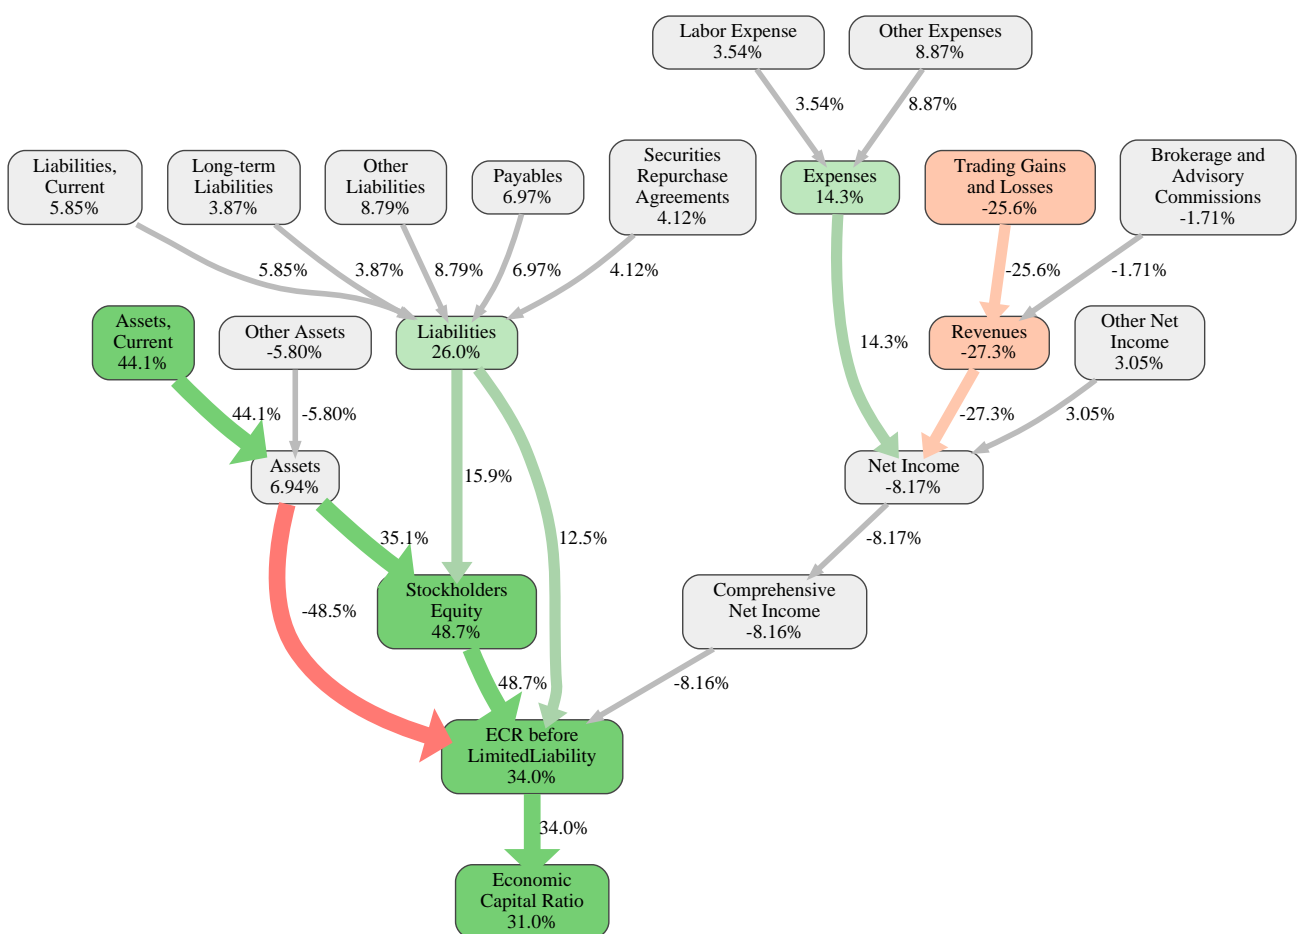 Labor Expense
3.54%
Other Expenses
8.87%
3.54%
8.87%
Liabilities,
Current
5.85%
Long-term
Liabilities
3.87%
Other
Liabilities
8.79%
Payables
6.97%
Securities
Repurchase
Agreements
4.12%
Expenses
14.3%
Trading Gains
and Losses
-25.6%
Brokerage and
Advisory
Commissions
-1.71%
5.85%
3.87%
8.79%
6.97%
4.12%
-25.6%
-1.71%
Assets,
Current
44.1%
Other Assets
-5.80%
Liabilities
26.0%
14.3%
Revenues
-27.3%
Other Net
Income
3.05%
44.1%
-5.80%
-27.3%
3.05%
Assets
6.94%
15.9%
Net Income
-8.17%
35.1%
12.5%
-8.17%
-48.5%
Stockholders
Equity
48.7%
Comprehensive
Net Income
-8.16%
48.7%
-8.16%
ECR before
LimitedLiability
34.0%
34.0%
Economic
Capital Ratio
31.0%